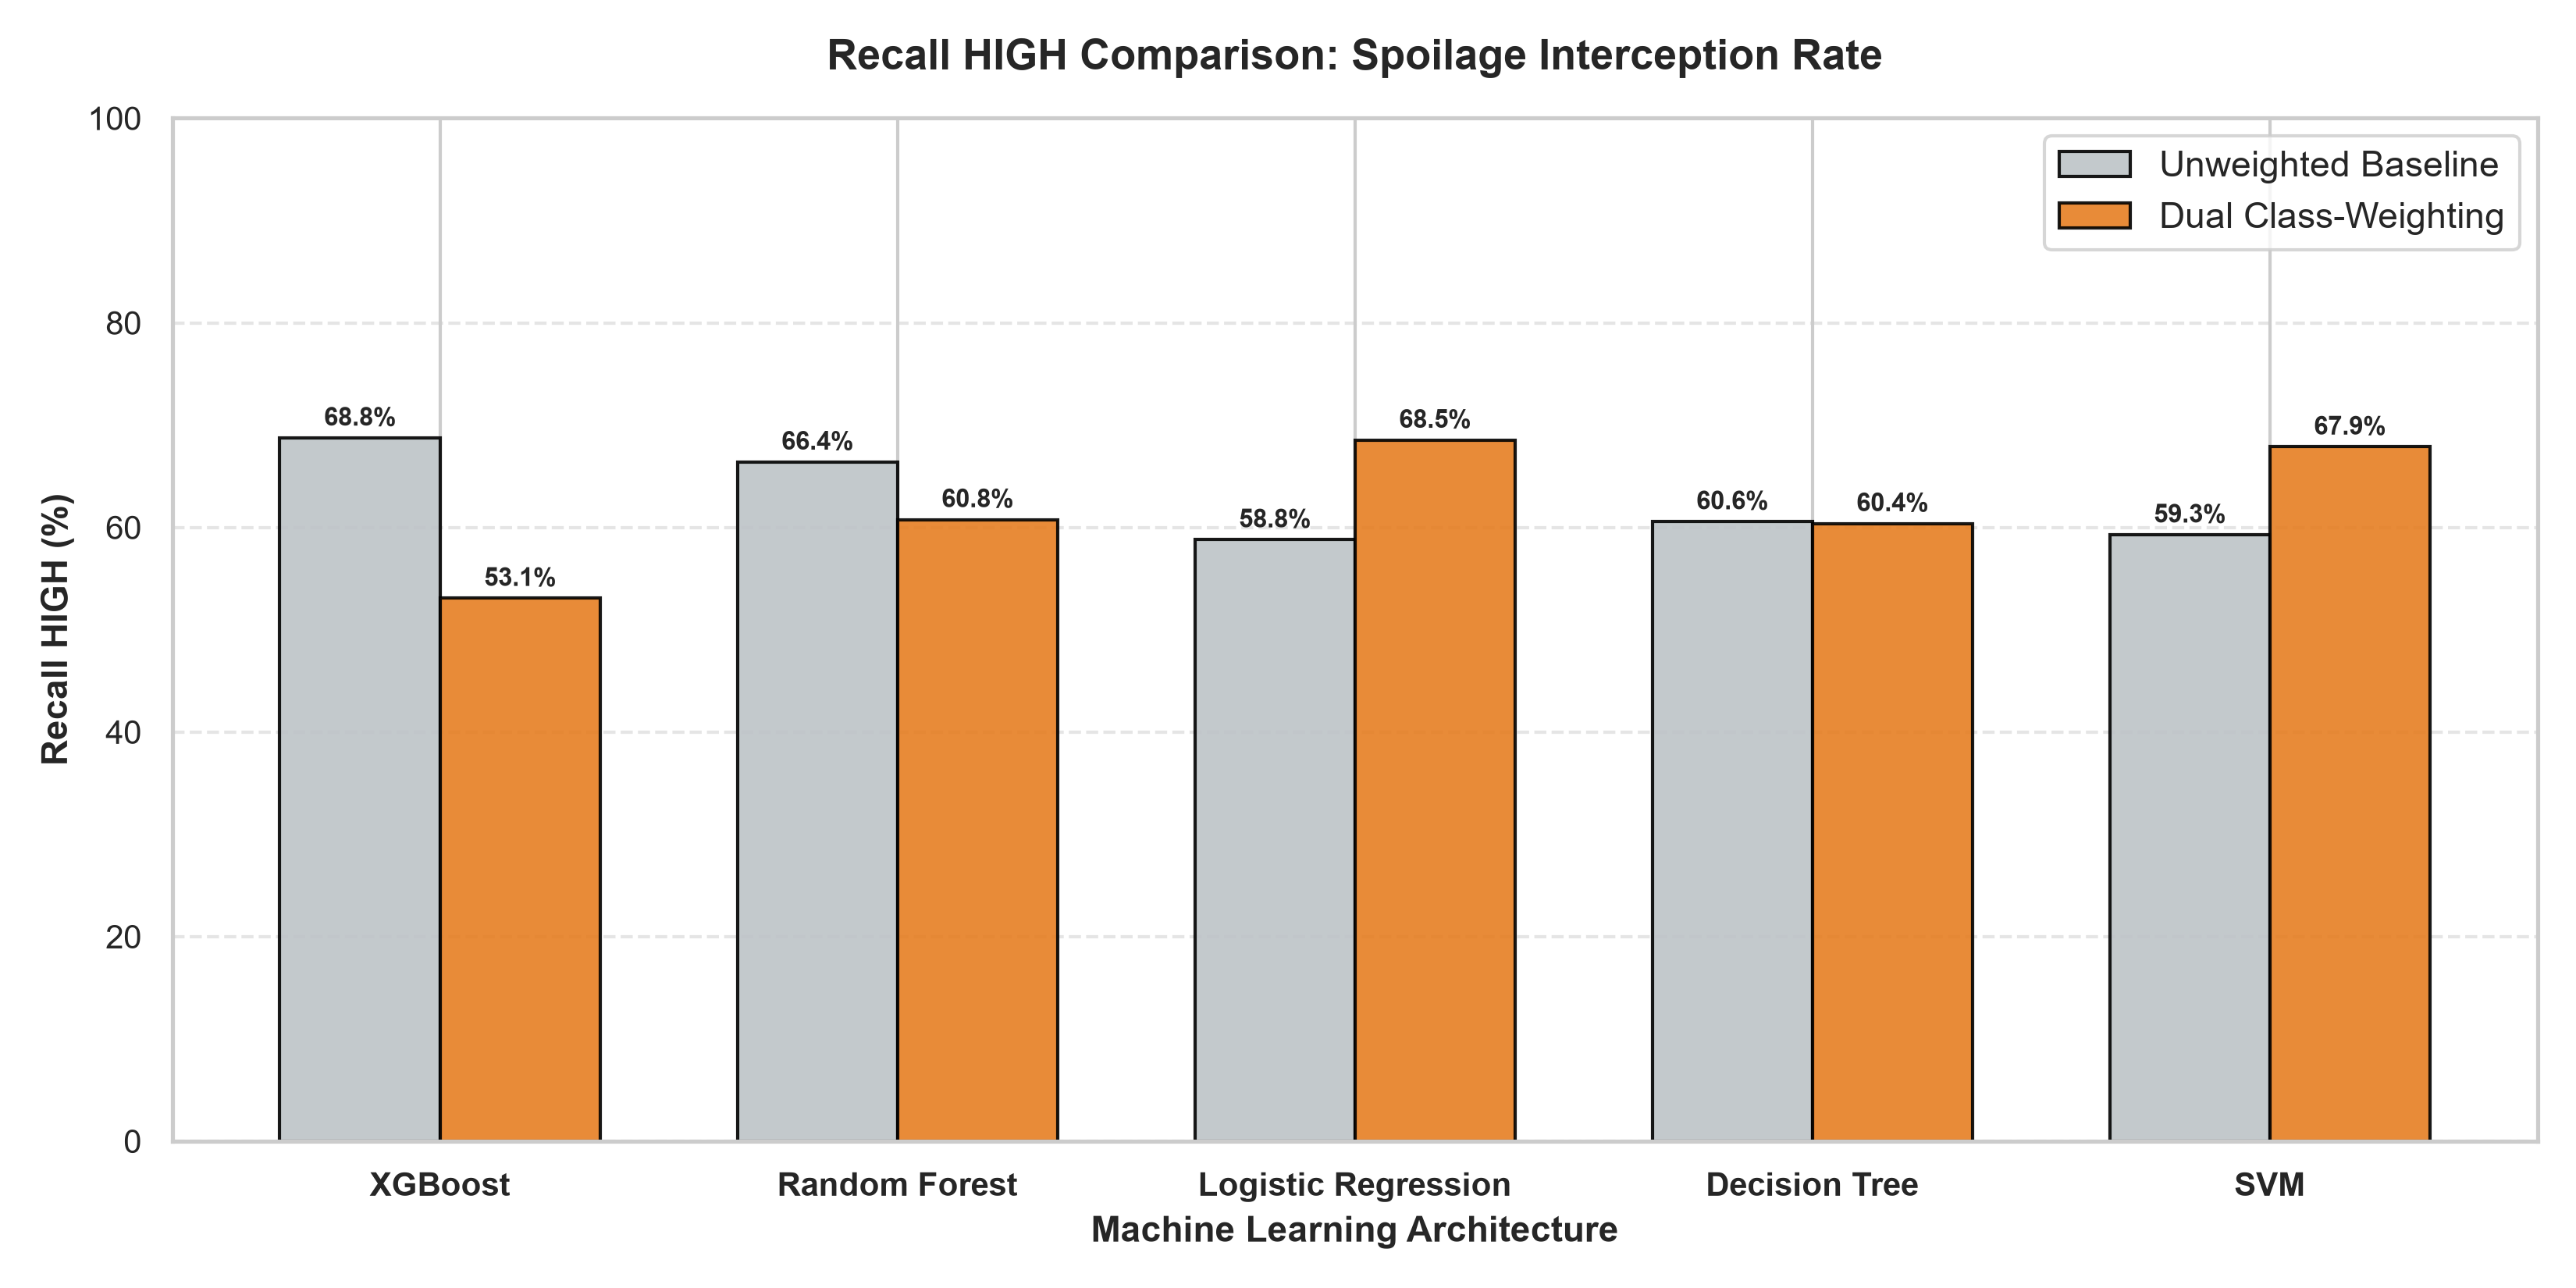 Recall HIGH Comparison: Spoilage Interception Rate
100
80
60
40
20
0
Recall HIGH (%)
Unweighted Baseline
Dual Class-Weighting
68.8%
53.1%
66.4%
60.8%
58.8%
68.5%
60.6%
60.4%
59.3%
67.9%
XGBoost
Random Forest
Logistic Regression
Decision Tree
SVM
Machine Learning Architecture